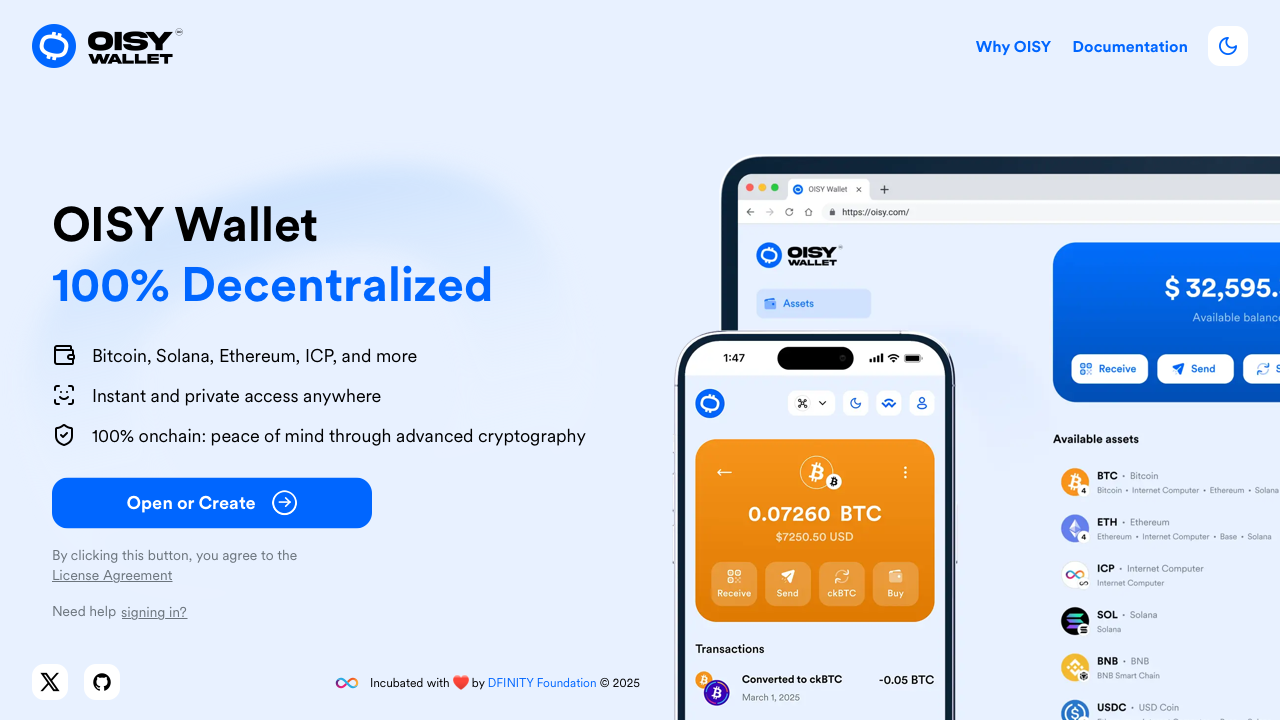 OISY
WALLET
Why OISY
Documentation
OISY Wallet
100% Decentralized
Bitcoin, Solana, Ethereum, ICP, and more
Instant and private access anywhere
100% onchain: peace of mind through advanced cryptography
Open or Create
By clicking this button, you agree to the
License Agreement
Need help signing in?
Incubated with ❤️ by DFINITY Foundation © 2025
OISY Wallet
https://oisy.com/
OISY
WALLET
Assets
$ 32,595.
Available balance
Receive
Send
Available assets
BTC • Bitcoin
Bitcoin • Internet Computer • Ethereum • Solana
ETH • Ethereum
Ethereum • Internet Computer • Base • Solana
ICP • Internet Computer
Internet Computer
SOL • Solana
Solana
BNB • BNB
BNB Smart Chain
USDC • USD Coin
1:47
0.07260 BTC
$7250.50 USD
Receive
Send
ckBTC
Buy
Transactions
Converted to ckBTC
-0.05 BTC
March 1, 2025